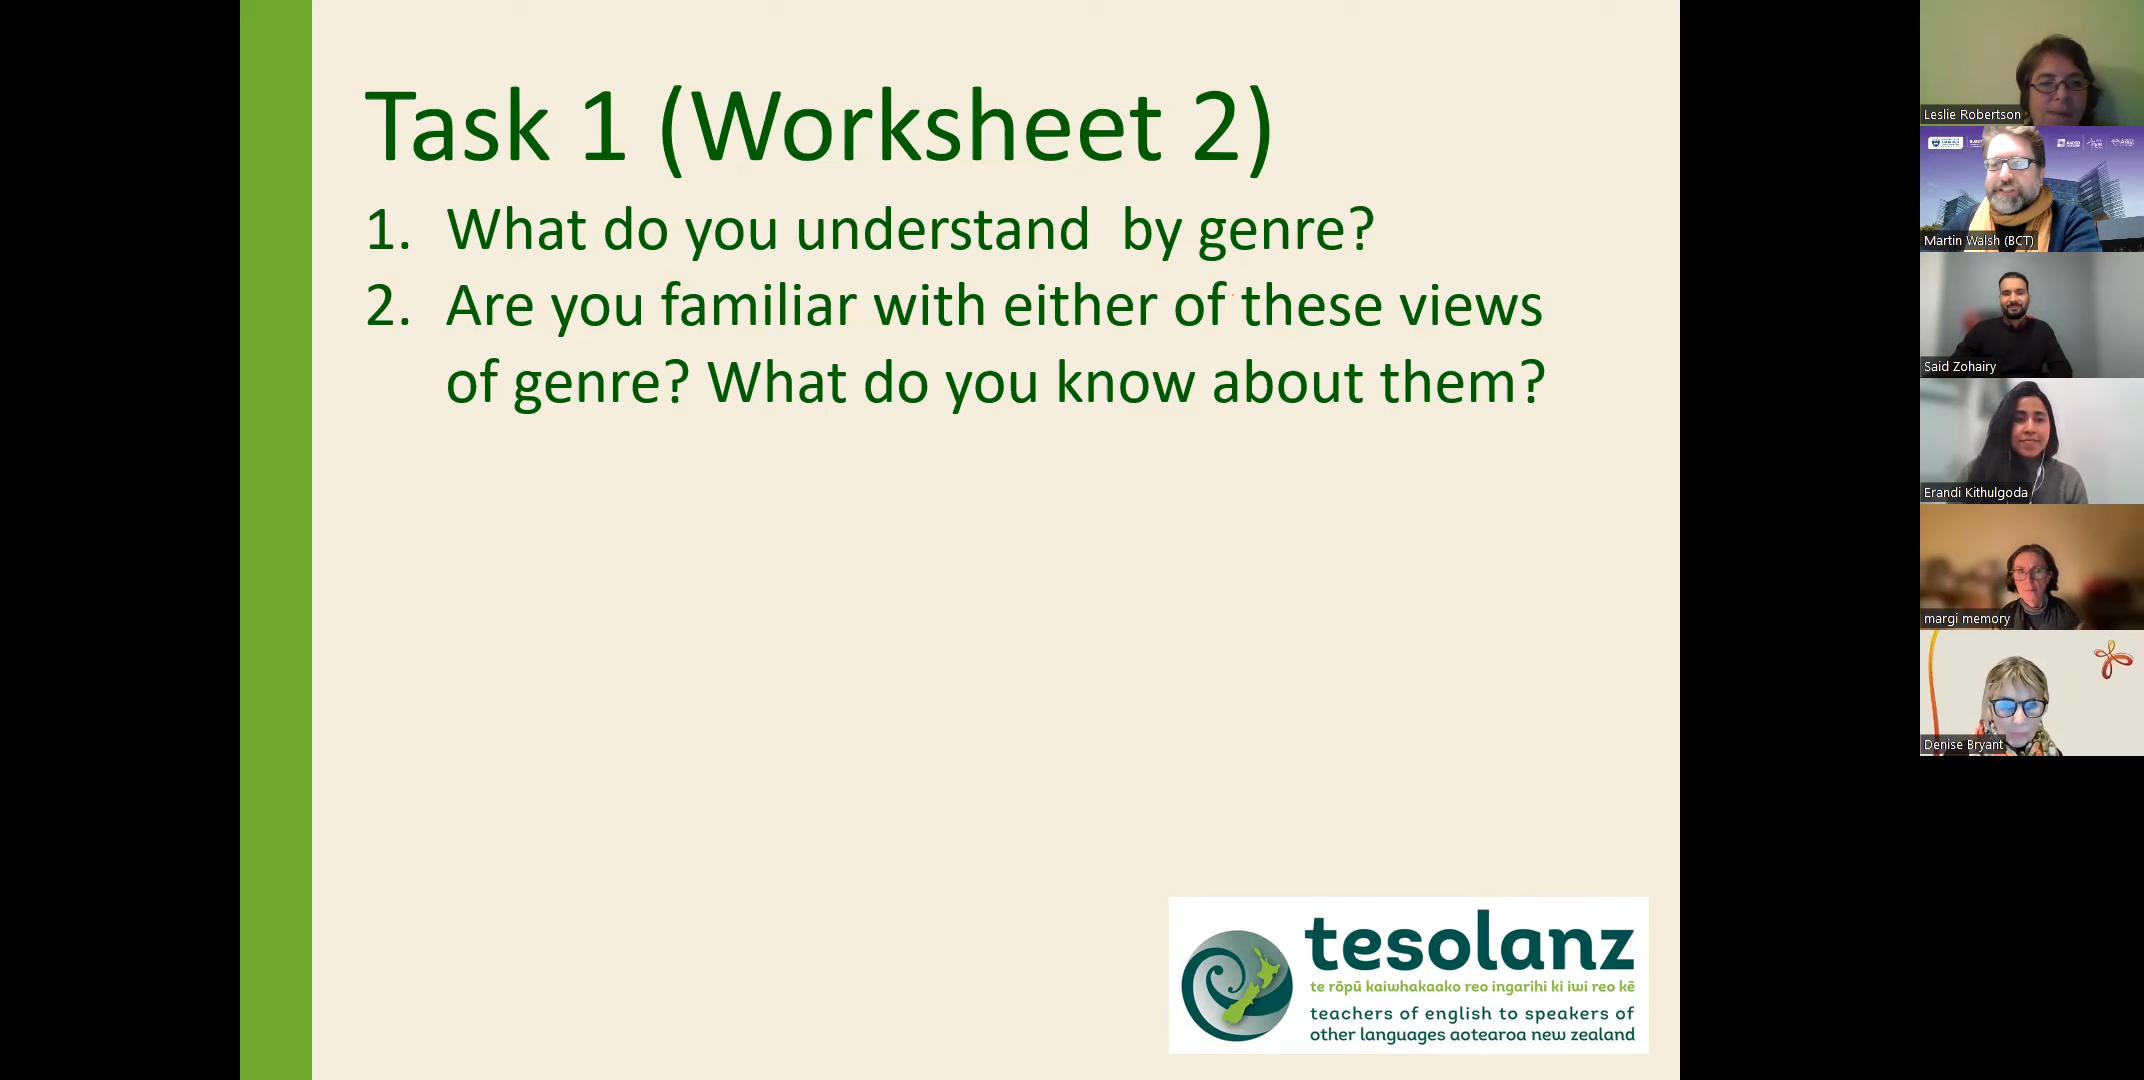 Task 1 (Worksheet 2)
1. What do you understand by genre?
2. Are you familiar with either of these views
of genre? What do you know about them?
tesolanz
te rōpū kaiwhakaako reo ingarihi ki iwi reo kē
teachers of english to speakers of
other languages aotearoa new zealand
Leslie Robertson
Martin Walsh (BCT)
Said Zohairy
Erandi Kithulgoda
margi memory
Denise Bryant